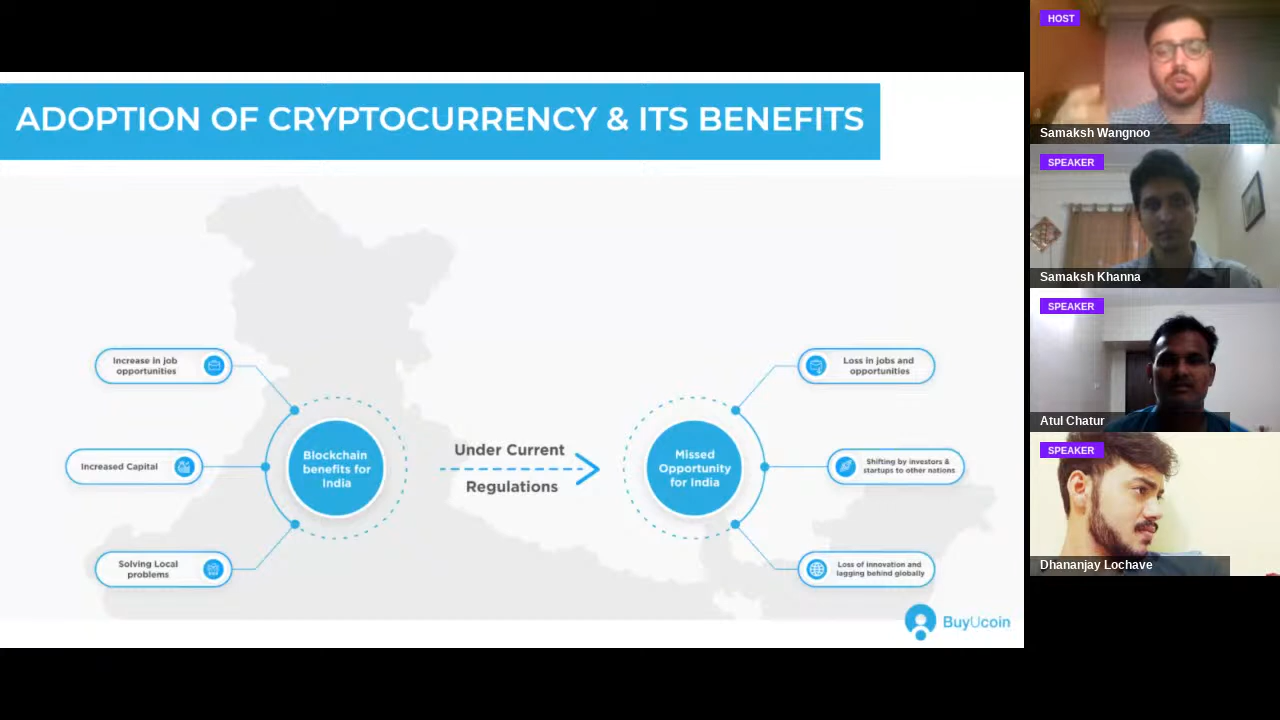 ADOPTION OF CRYPTOCURRENCY & ITS BENEFITS
Increase in job
opportunities
Increased Capital
Solving Local
problems
Blockchain
benefits for
India
Under Current
Regulations
Missed
Opportunity
for India
Loss in jobs and
opportunities
Shifting by investors &
startups to other nations
Loss of innovation and
lagging behind globally
BuyUcoin
HOST
Samaksh Wangnoo
SPEAKER
Samaksh Khanna
SPEAKER
Atul Chatur
SPEAKER
Dhananjay Lochave